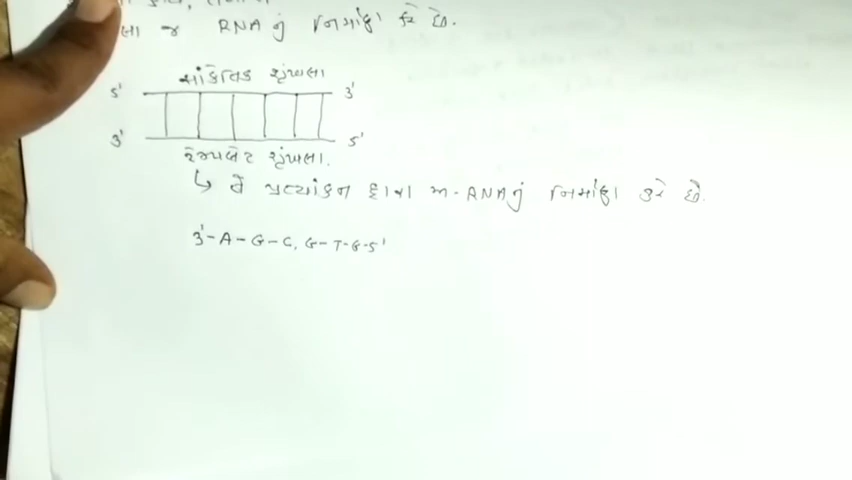 લા જ RNA નું નિર્માણ કરે છે.
સાંકેતિક શૃંખલા
5' 3'
3' 5'
ટેમ્પલેટ શૃંખલા.
↳ તે પ્રત્યાંકન દ્વારા m-RNA નું નિર્માણ કરે છે.
3'-A-G-C, G-T-G-5'